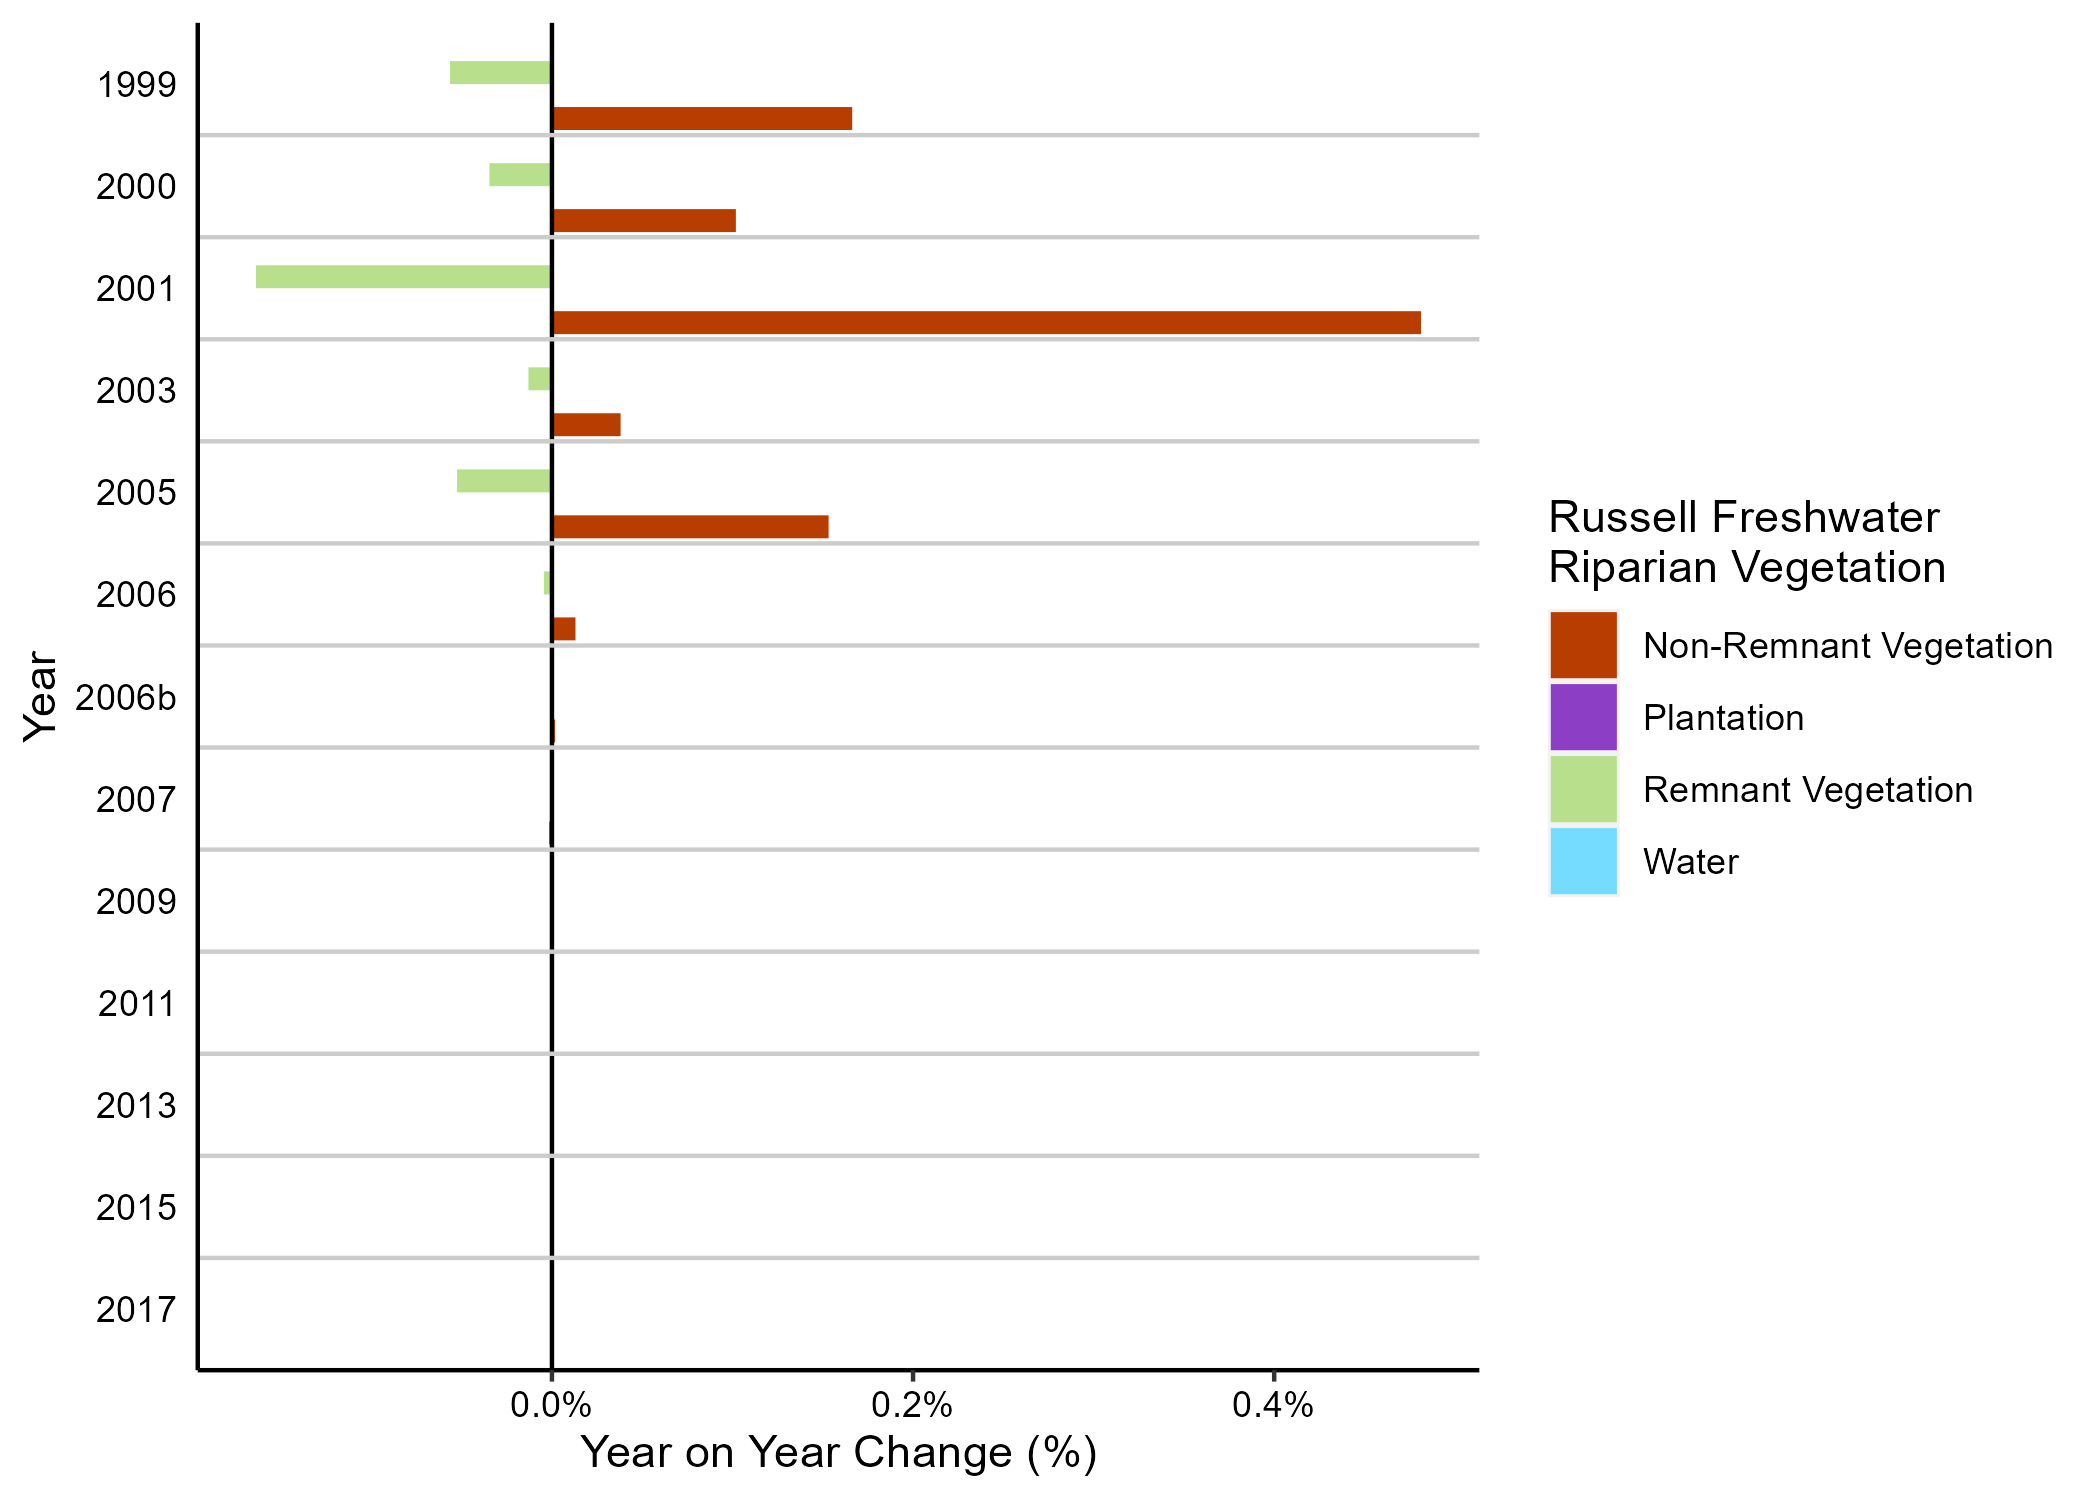 1999
2000
2001
2003
2005
2006
2006b
2007
2009
2011
2013
2015
2017
Year
0.0%
0.2%
0.4%
Year on Year Change (%)
Russell Freshwater
Riparian Vegetation
Non-Remnant Vegetation
Plantation
Remnant Vegetation
Water